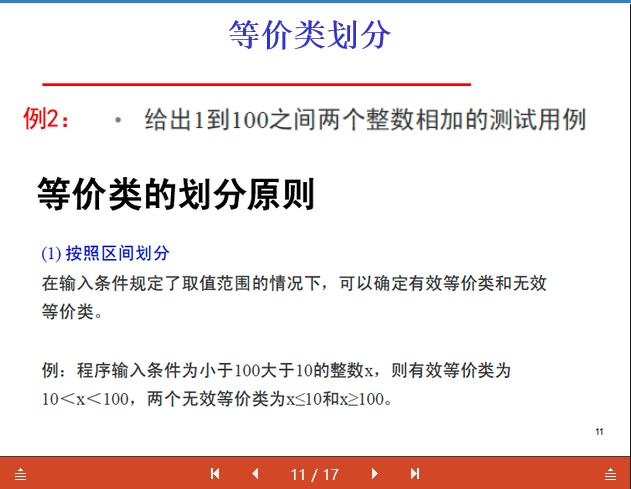 等价类划分
例2： • 给出1到100之间两个整数相加的测试用例
等价类的划分原则
(1) 按照区间划分
在输入条件规定了取值范围的情况下，可以确定有效等价类和无效
等价类。
例：程序输入条件为小于100大于10的整数x，则有效等价类为
10＜x＜100，两个无效等价类为x≤10和x≥100。
11
11 / 17